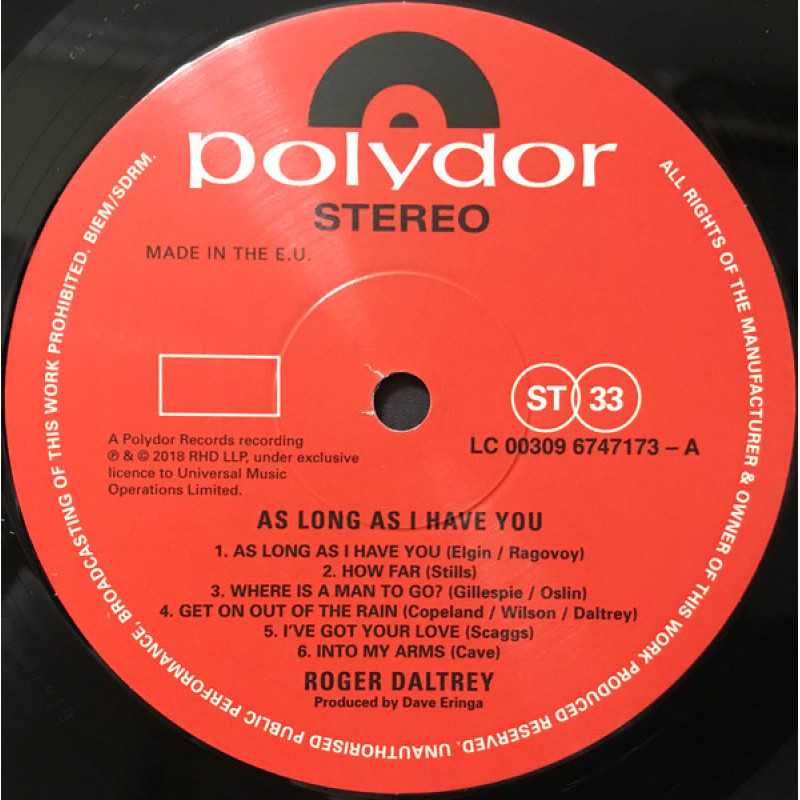 polydor
STEREO
MADE IN THE E.U.
ST 33
LC 00309 6747173 – A
A Polydor Records recording
℗ & © 2018 RHD LLP, under exclusive
licence to Universal Music
Operations Limited.
AS LONG AS I HAVE YOU
1. AS LONG AS I HAVE YOU (Elgin / Ragovoy)
2. HOW FAR (Stills)
3. WHERE IS A MAN TO GO? (Gillespie / Oslin)
4. GET ON OUT OF THE RAIN (Copeland / Wilson / Daltrey)
5. I'VE GOT YOUR LOVE (Scaggs)
6. INTO MY ARMS (Cave)
ROGER DALTREY
Produced by Dave Eringa
ALL RIGHTS OF THE MANUFACTURER & OWNER OF THIS WORK PRODUCED RESERVED. UNAUTHORISED PUBLIC PERFORMANCE, BROADCASTING OF THIS WORK PROHIBITED. BIEM/SDRM.